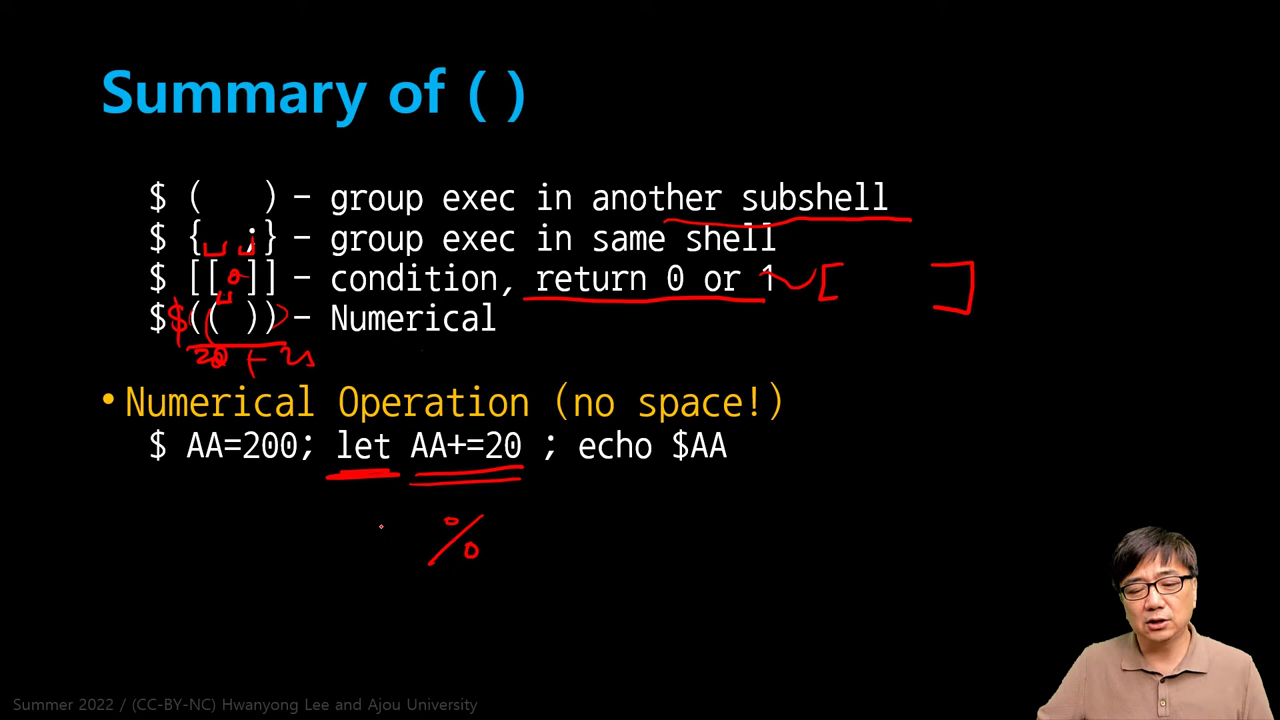 Summary of ( )
$ (   ) – group exec in another subshell
$ {   ;} – group exec in same shell
$ [[   ]] – condition, return 0 or 1 [ ]
$ ((  )) – Numerical
$
20 + 
• Numerical Operation (no space!)
$ AA=200; let AA+=20 ; echo $AA
%
Summer 2022 / (CC-BY-NC) Hwanyong Lee and Ajou University